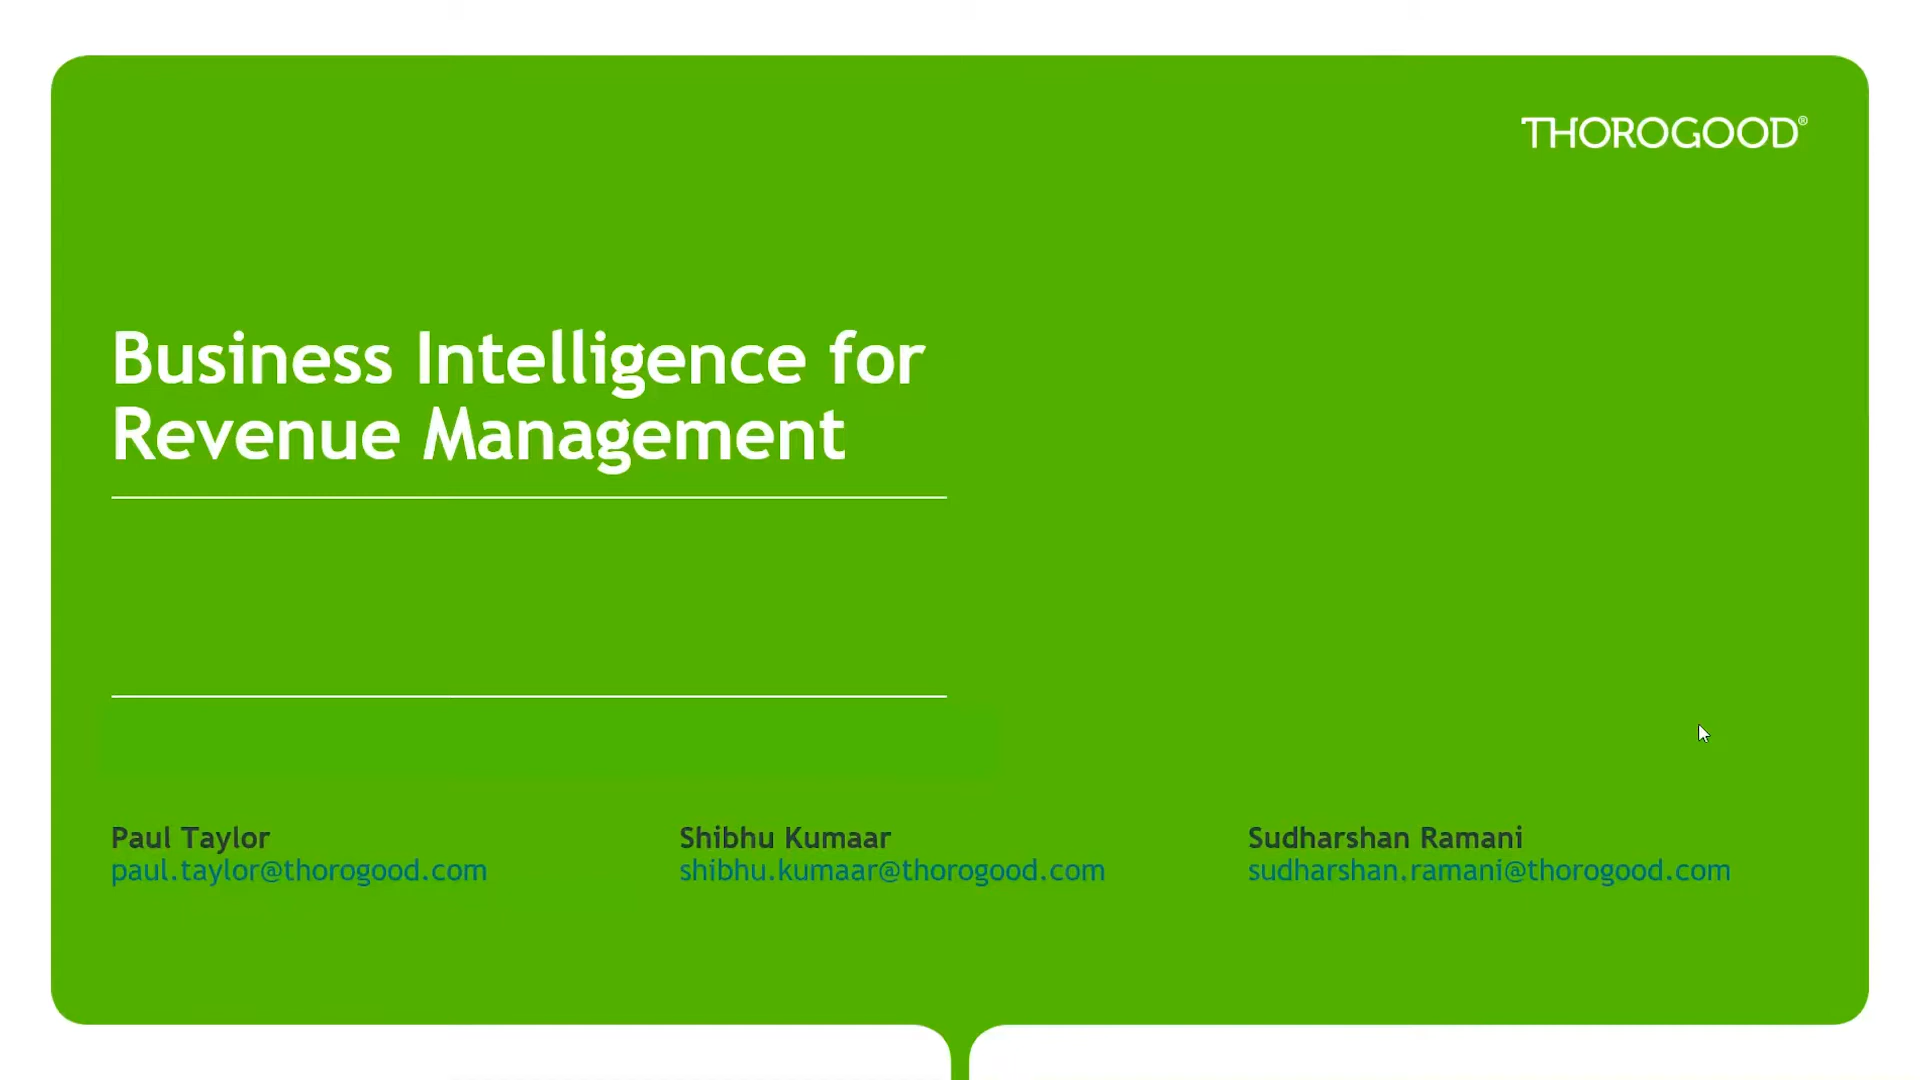 THOROGOOD®
Business Intelligence for
Revenue Management
Paul Taylor
paul.taylor@thorogood.com
Shibhu Kumaar
shibhu.kumaar@thorogood.com
Sudharshan Ramani
sudharshan.ramani@thorogood.com